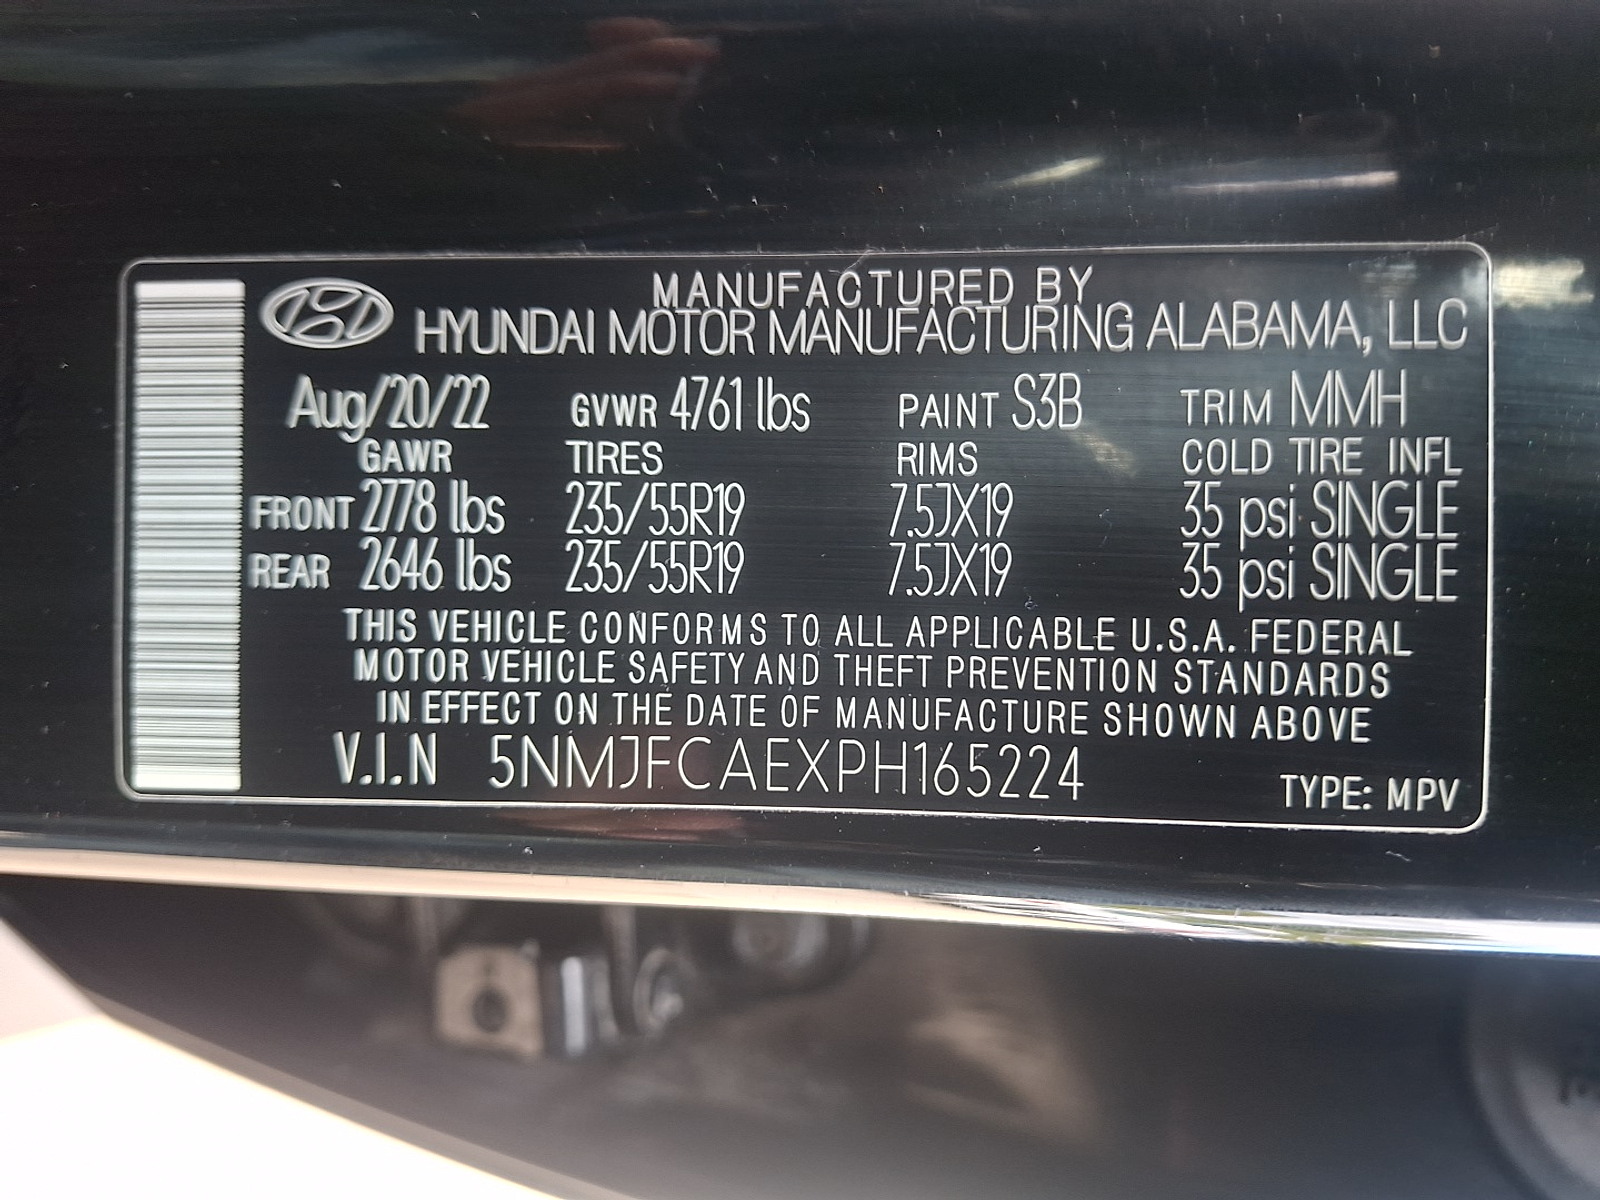 MANUFACTURED BY
HYUNDAI MOTOR MANUFACTURING ALABAMA, LLC
Aug/20/22 GVWR 4761 lbs PAINT S3B TRIM MMH
GAWR TIRES RIMS COLD TIRE INFL
FRONT 2778 lbs 235/55R19 7.5JX19 35 psi SINGLE
REAR 2646 lbs 235/55R19 7.5JX19 35 psi SINGLE
THIS VEHICLE CONFORMS TO ALL APPLICABLE U.S.A. FEDERAL
MOTOR VEHICLE SAFETY AND THEFT PREVENTION STANDARDS
IN EFFECT ON THE DATE OF MANUFACTURE SHOWN ABOVE
V.I.N 5NMJFCAEXPH165224
TYPE: MPV